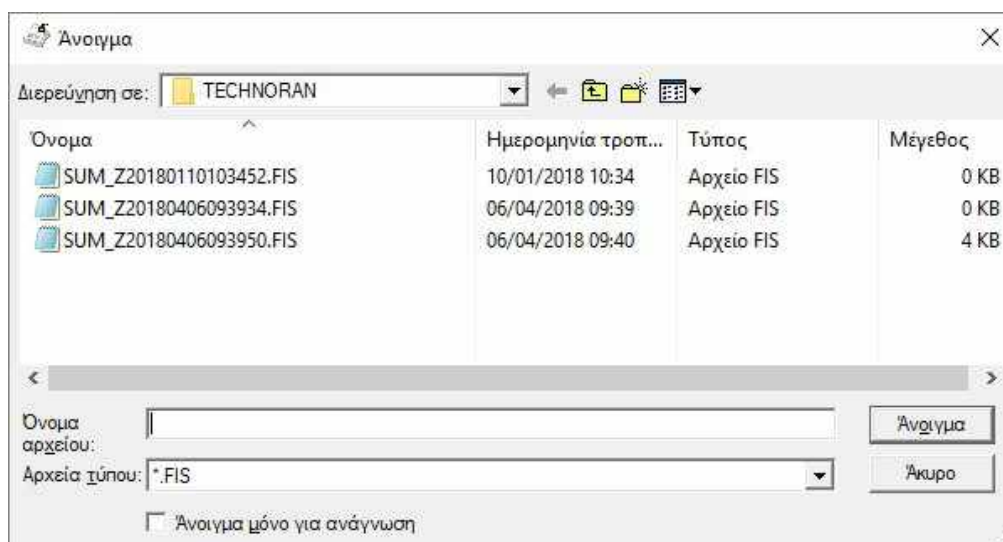 Άνοιγμα
Διερεύνηση σε: TECHNORAN
Όνομα Ημερομηνία τροπ... Τύπος Μέγεθος
SUM_Z20180110103452.FIS 10/01/2018 10:34 Αρχείο FIS 0 KB
SUM_Z20180406093934.FIS 06/04/2018 09:39 Αρχείο FIS 0 KB
SUM_Z20180406093950.FIS 06/04/2018 09:40 Αρχείο FIS 4 KB
Όνομα αρχείου: Άνοιγμα
Αρχεία τύπου: *.FIS Άκυρο
Άνοιγμα μόνο για ανάγνωση